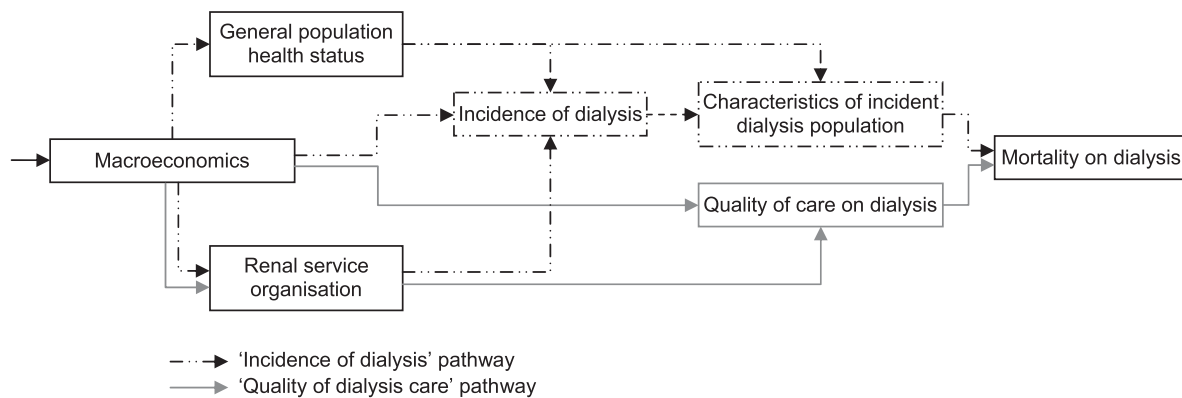 General population
health status
Incidence of dialysis
Characteristics of incident
dialysis population
Macroeconomics
Mortality on dialysis
Quality of care on dialysis
Renal service
organisation
‘Incidence of dialysis’ pathway
‘Quality of dialysis care’ pathway